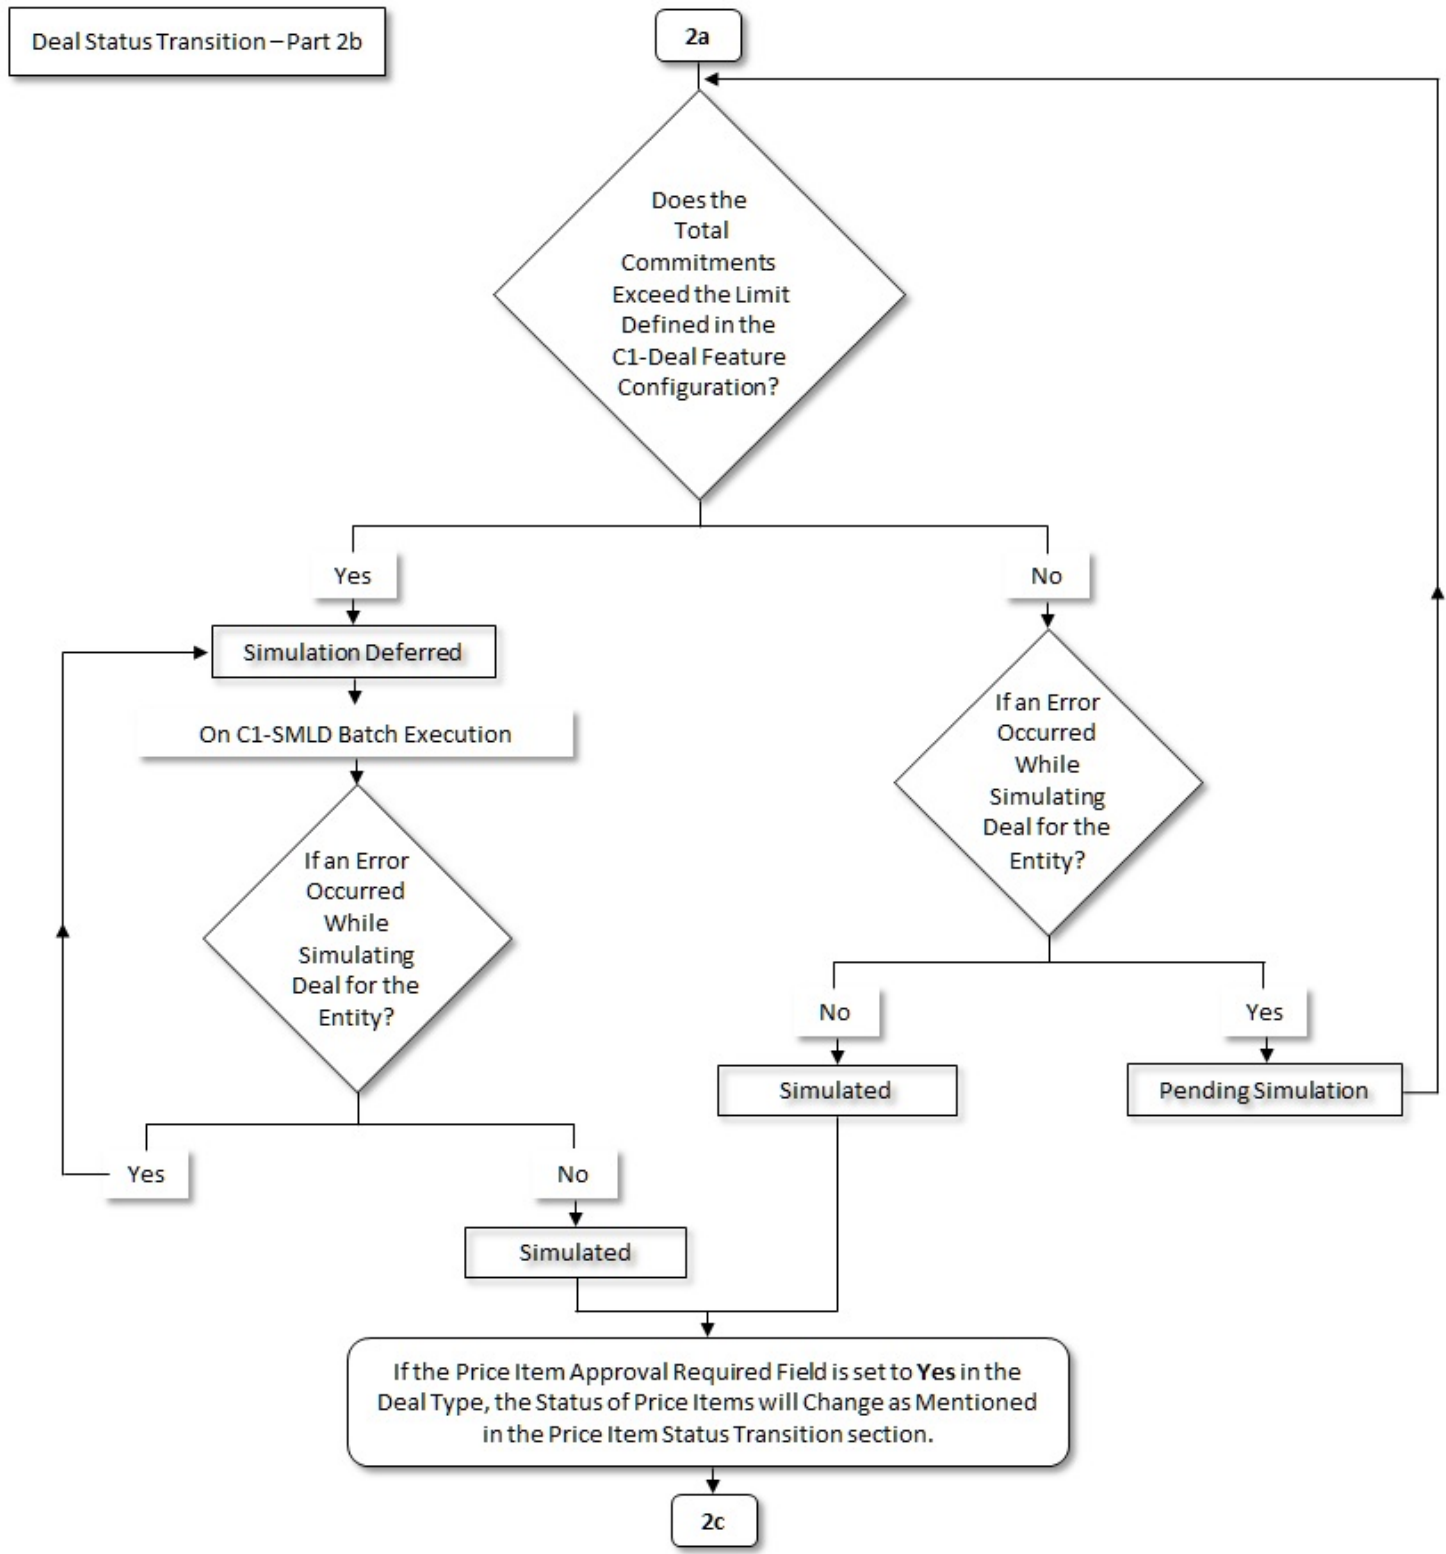 Deal Status Transition – Part 2b
2a
Does the
Total
Commitments
Exceed the Limit
Defined in the
C1-Deal Feature
Configuration?
Yes
No
Simulation Deferred
On C1-SMLD Batch Execution
If an Error
Occurred
While
Simulating
Deal for the
Entity?
If an Error
Occurred
While
Simulating
Deal for the
Entity?
No
Yes
Simulated
Pending Simulation
Yes
No
Simulated
If the Price Item Approval Required Field is set to Yes in the
Deal Type, the Status of Price Items will Change as Mentioned
in the Price Item Status Transition section.
2c